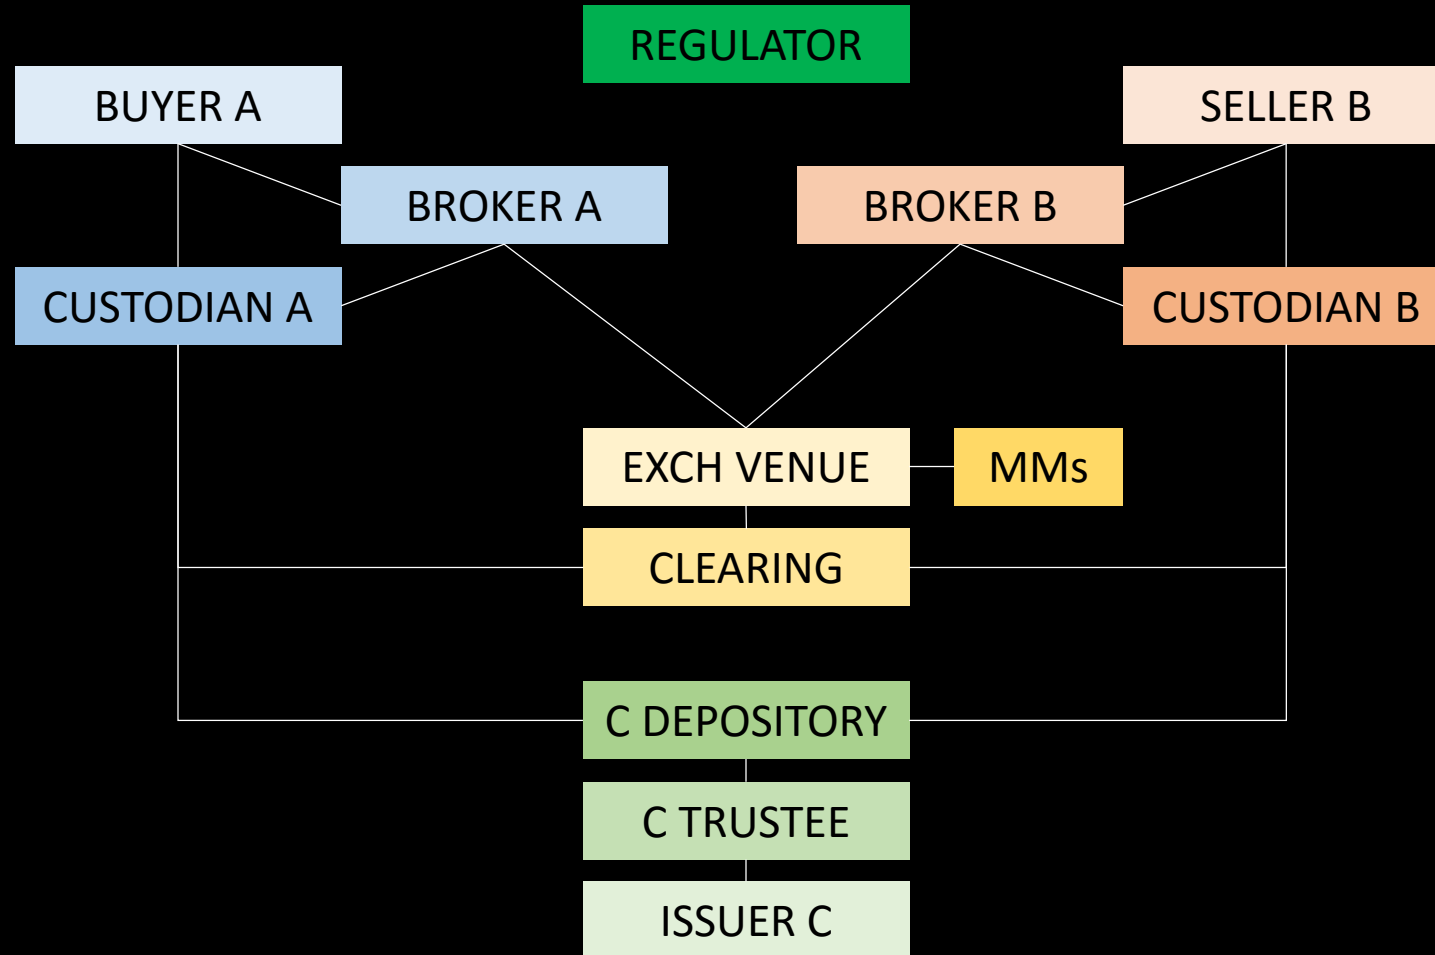 REGULATOR
BUYER A
SELLER B
BROKER A
BROKER B
CUSTODIAN A
CUSTODIAN B
EXCH VENUE
MMs
CLEARING
C DEPOSITORY
C TRUSTEE
ISSUER C